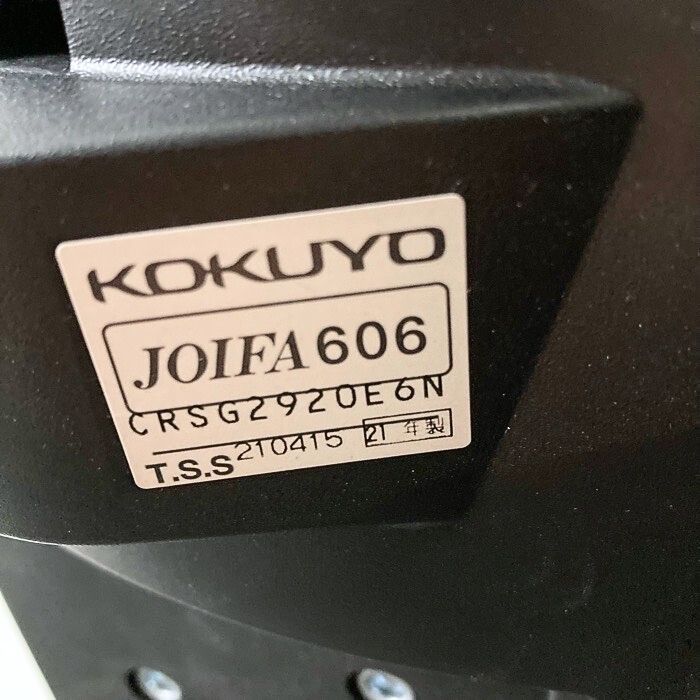 KOKUYO
JOIFA 606
CRSG2920E6N
T.S.S 210415 21 年製